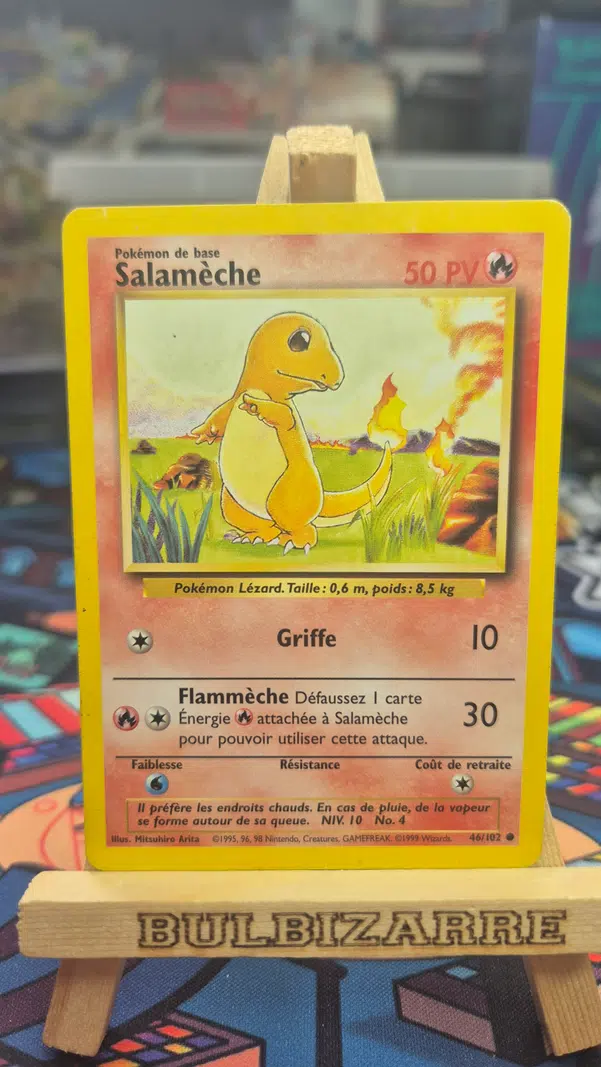 Pokémon de base
Salamèche
50 PV
Pokémon Lézard. Taille : 0,6 m, poids : 8,5 kg
Griffe 10
Flammèche Défaussez 1 carte
Énergie attachée à Salamèche
pour pouvoir utiliser cette attaque.
30
Faiblesse Résistance Coût de retraite
Il préfère les endroits chauds. En cas de pluie, de la vapeur
se forme autour de sa queue. NIV. 10 No. 4
Illus. Mitsuhiro Arita ©1995, 96, 98 Nintendo, Creatures, GAMEFREAK. ©1999 Wizards. 46/102
BULBIZARRE